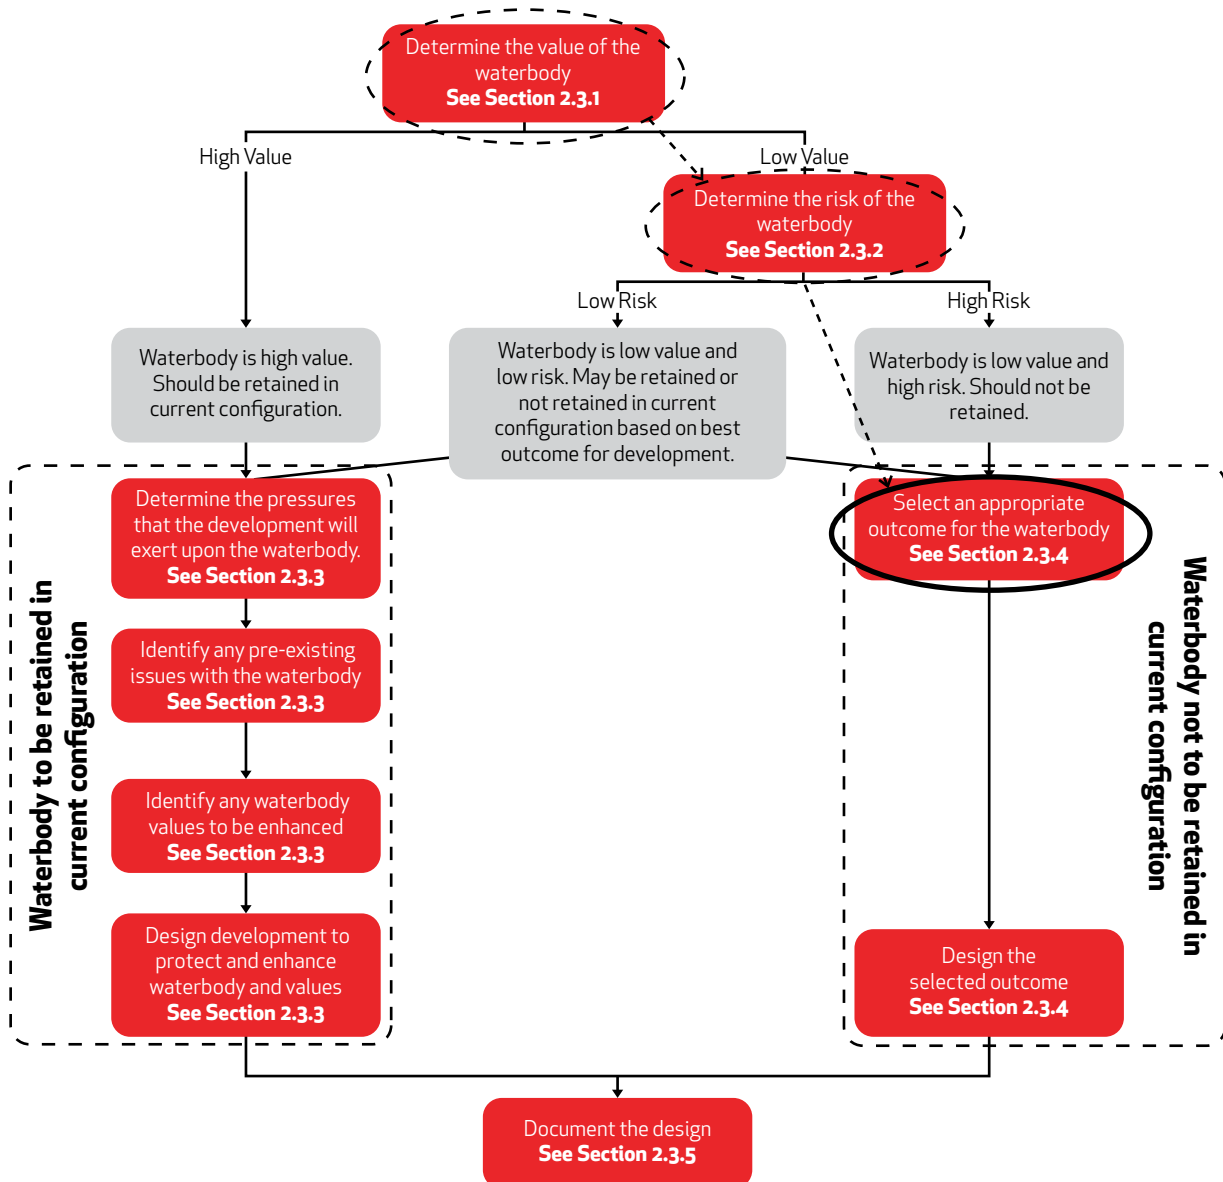 Determine the value of the
waterbody
See Section 2.3.1
High Value
Low Value
Determine the risk of the
waterbody
See Section 2.3.2
Low Risk
High Risk
Waterbody is high value.
Should be retained in
current configuration.
Waterbody is low value and
low risk. May be retained or
not retained in current
configuration based on best
outcome for development.
Waterbody is low value and
high risk. Should not be
retained.
Waterbody to be retained in
current configuration
Determine the pressures
that the development will
exert upon the waterbody.
See Section 2.3.3
Identify any pre-existing
issues with the waterbody
See Section 2.3.3
Identify any waterbody
values to be enhanced
See Section 2.3.3
Design development to
protect and enhance
waterbody and values
See Section 2.3.3
Select an appropriate
outcome for the waterbody
See Section 2.3.4
Design the
selected outcome
See Section 2.3.4
Waterbody not to be retained in
current configuration
Document the design
See Section 2.3.5